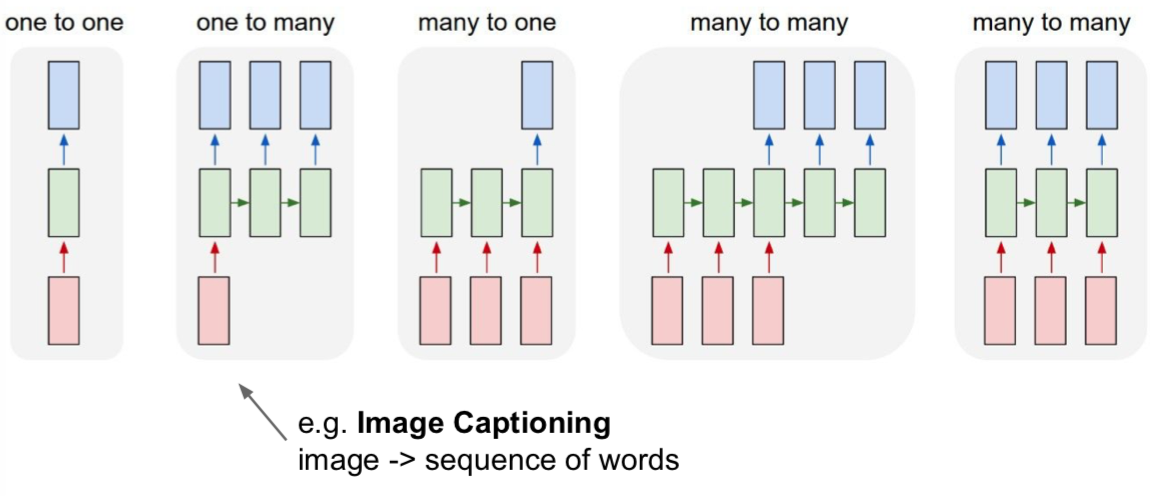 one to one
one to many
many to one
many to many
many to many
e.g. Image Captioning
image -> sequence of words